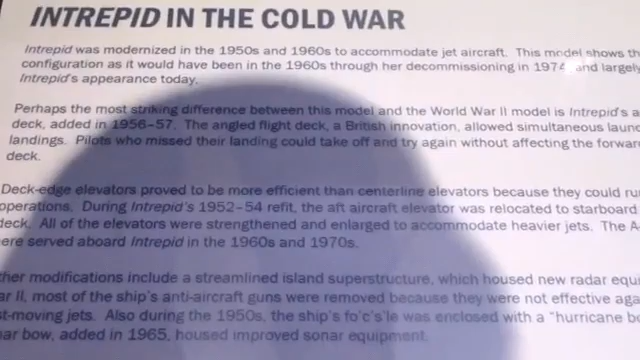 INTREPID IN THE COLD WAR
Intrepid was modernized in the 1950s and 1960s to accommodate jet aircraft. This model shows th
configuration as it would have been in the 1960s through her decommissioning in 1974 and largely
Intrepid's appearance today.
Perhaps the most striking difference between this model and the World War II model is Intrepid's a
deck, added in 1956–57. The angled flight deck, a British innovation, allowed simultaneous laun
landings. Pilots who missed their landing could take off and try again without affecting the forwar
deck.
Deck-edge elevators proved to be more efficient than centerline elevators because they could ru
operations. During Intrepid's 1952–54 refit, the aft aircraft elevator was relocated to starboard
deck. All of the elevators were strengthened and enlarged to accommodate heavier jets. The A-
ere served aboard Intrepid in the 1960s and 1970s.
ther modifications include a streamlined island superstructure, which housed new radar equi
ar II, most of the ship's anti-aircraft guns were removed because they were not effective aga
st-moving jets. Also during the 1950s, the ship's fo'c's'le was enclosed with a "hurricane bo
nar bow, added in 1965, housed improved sonar equipment.